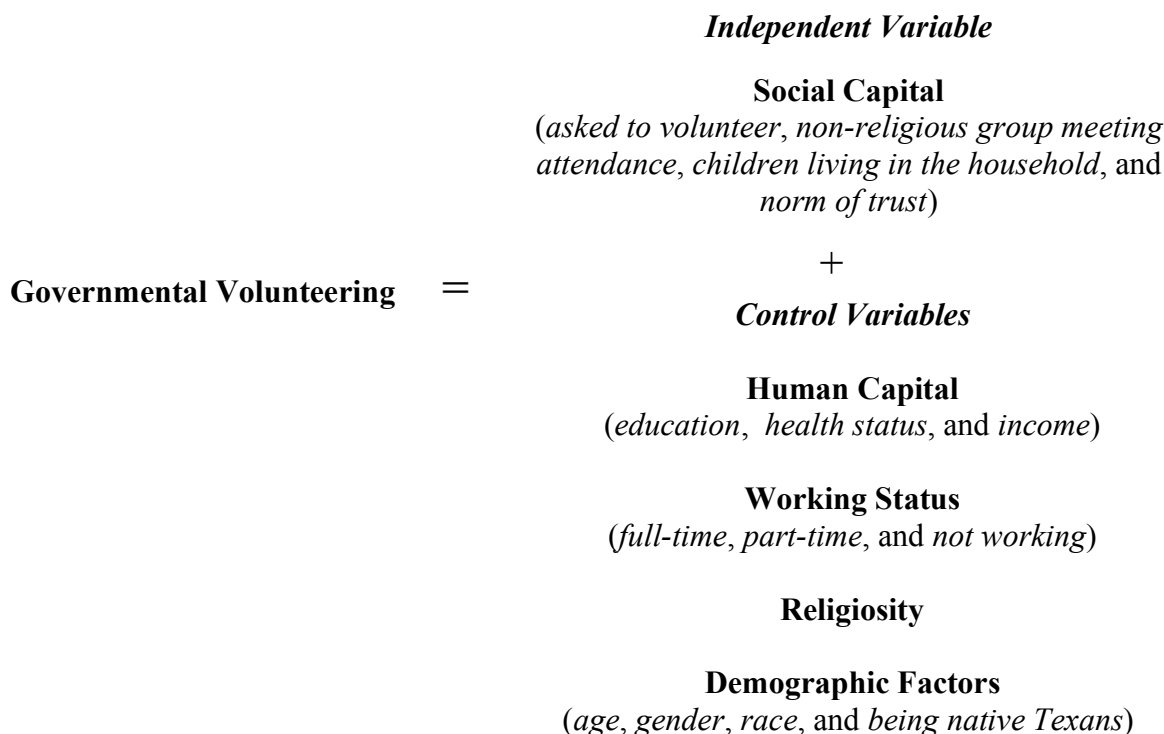 Independent Variable
Social Capital
(asked to volunteer, non-religious group meeting
attendance, children living in the household, and
norm of trust)
+
Governmental Volunteering =
Control Variables
Human Capital
(education, health status, and income)
Working Status
(full-time, part-time, and not working)
Religiosity
Demographic Factors
(age, gender, race, and being native Texans)